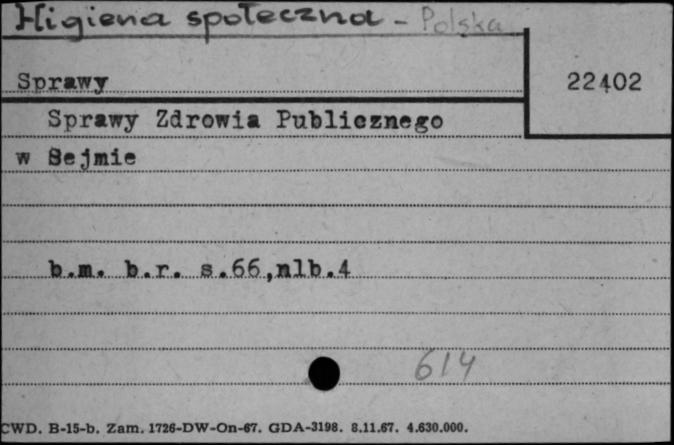 Higiena społeczna - Polska
Sprawy
22402
Sprawy Zdrowia Publicznego
w Sejmie
b.m. b.r. s.66,nlb.4
614
CWD. B-15-b. Zam. 1726-DW-On-67. GDA-3198. 8.11.67. 4.630.000.